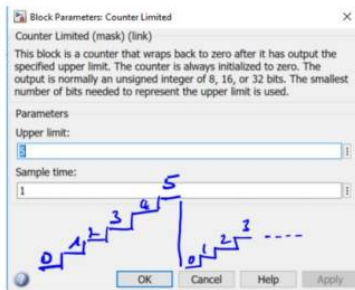 Block Parameters: Counter Limited
Counter Limited (mask) (link)
This block is a counter that wraps back to zero after it has output the
specified upper limit. The counter is always initialized to zero. The
output is normally an unsigned integer of 8, 16, or 32 bits. The smallest
number of bits needed to represent the upper limit is used.
Parameters
Upper limit:
5
Sample time:
1
0 1 2 3 4 5 0 1 2 3 ----
OK Cancel Help Apply